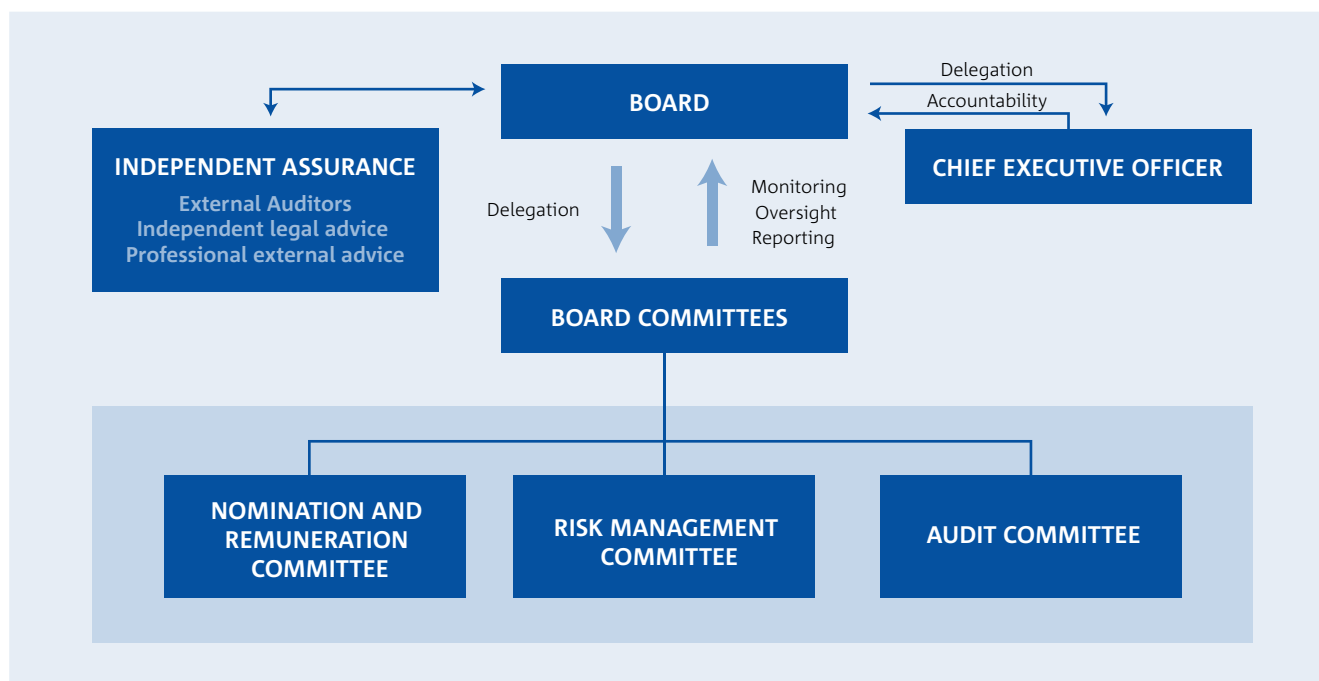 BOARD
Delegation
Accountability
INDEPENDENT ASSURANCE
External Auditors
Independent legal advice
Professional external advice
CHIEF EXECUTIVE OFFICER
Delegation
Monitoring
Oversight
Reporting
BOARD COMMITTEES
NOMINATION AND
REMUNERATION
COMMITTEE
RISK MANAGEMENT
COMMITTEE
AUDIT COMMITTEE